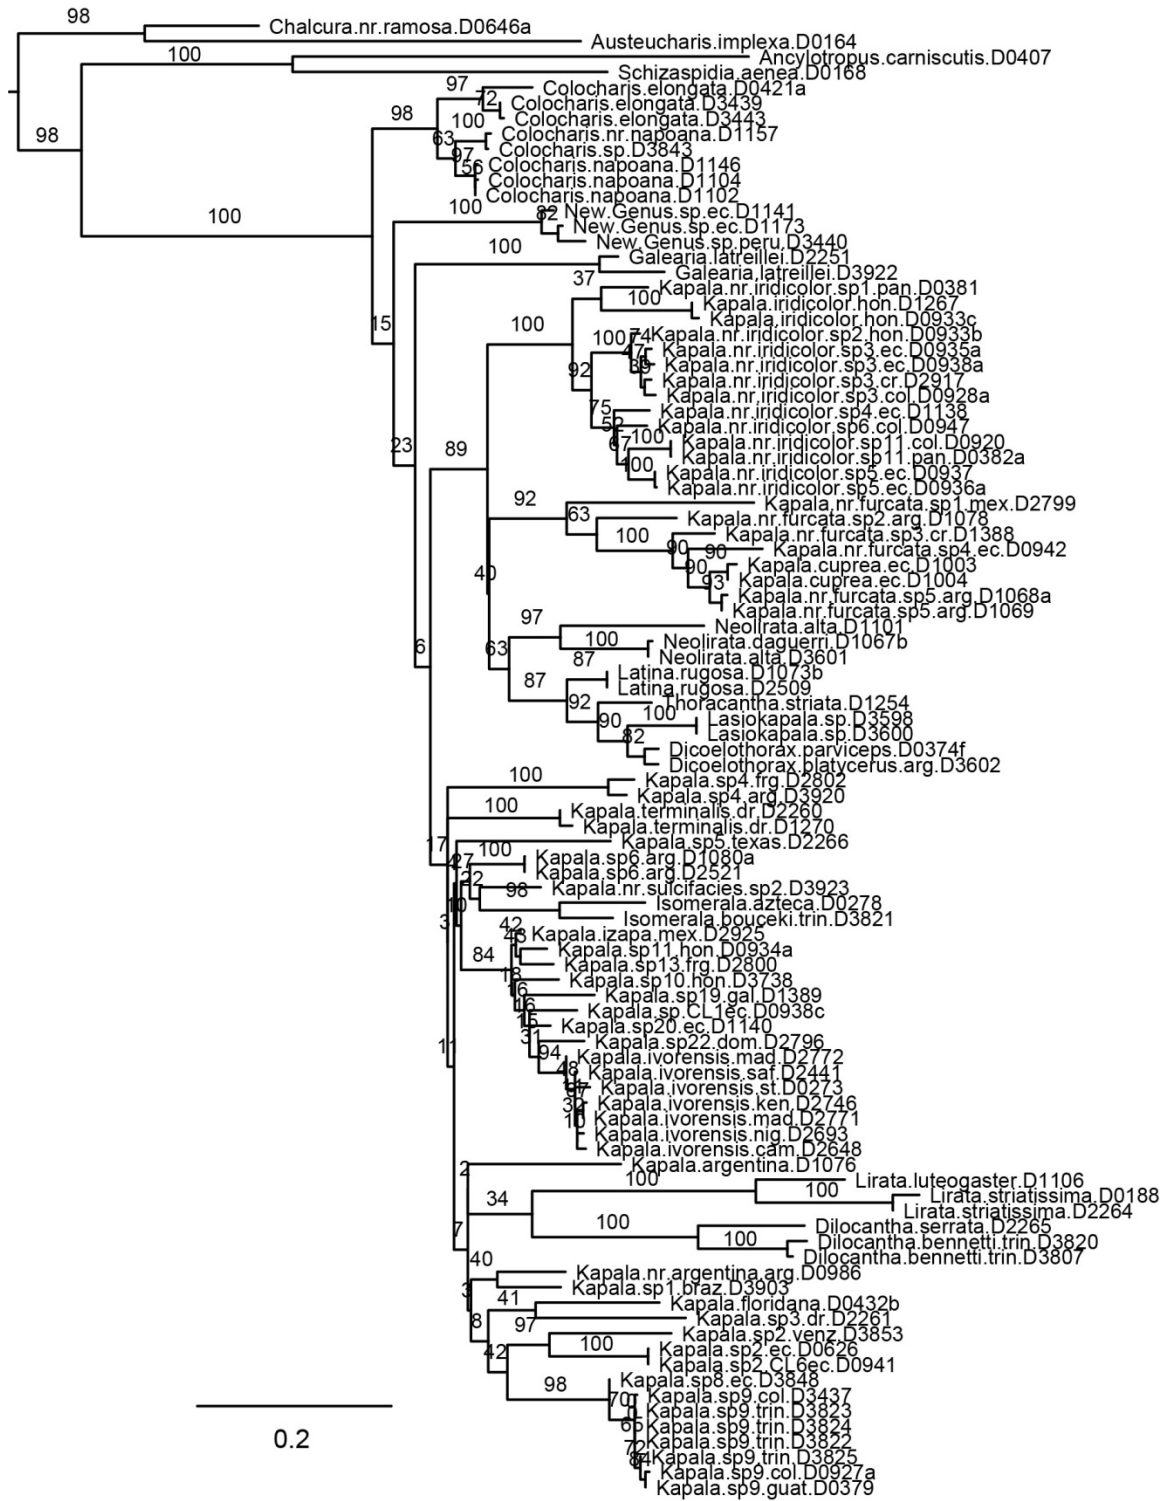 98
Chalcura.nr.ramosa.D0646a
Austeucharis.implexa.D0164
100
Ancylotropus.carniscutis.D0407
Schizaspidia.aenea.D0168
98
97
Colocharis.elongata.D0421a
72
Colocharis.elongata.D3439
98
100
Colocharis.elongata.D3443
63
Colocharis.nr.napoana.D1157
97
Colocharis.sp.D3843
56
Colocharis.napoana.D1146
Colocharis.napoana.D1104
Colocharis.napoana.D1102
100
100
82
New.Genus.sp.ec.D1141
New.Genus.sp.ec.D1173
New.Genus.sp.peru.D3440
100
Galearia.latreillei.D2251
Galearia.latreillei.D3922
15
37
Kapala.nr.iridicolor.sp1.pan.D0381
100
Kapala.iridicolor.hon.D1267
Kapala.iridicolor.hon.D0933c
100
100
74
Kapala.nr.iridicolor.sp2.hon.D0933b
47
Kapala.nr.iridicolor.sp3.ec.D0935a
Kapala.nr.iridicolor.sp3.ec.D0938a
92
Kapala.nr.iridicolor.sp3.cr.D2917
Kapala.nr.iridicolor.sp3.col.D0928a
75
Kapala.nr.iridicolor.sp4.ec.D1138
52
Kapala.nr.iridicolor.sp6.col.D0947
67
100
Kapala.nr.iridicolor.sp11.col.D0920
Kapala.nr.iridicolor.sp11.pan.D0382a
100
Kapala.nr.iridicolor.sp5.ec.D0937
Kapala.nr.iridicolor.sp5.ec.D0936a
23
89
92
Kapala.nr.furcata.sp1.mex.D2799
63
Kapala.nr.furcata.sp2.arg.D1078
100
Kapala.nr.furcata.sp3.cr.D1388
90
90
Kapala.nr.furcata.sp4.ec.D0942
90
Kapala.cuprea.ec.D1003
93
Kapala.cuprea.ec.D1004
Kapala.nr.furcata.sp5.arg.D1068a
Kapala.nr.furcata.sp5.arg.D1069
40
97
Neolirata.alta.D1101
100
Neolirata.daguerri.D1067b
Neolirata.alta.D3601
63
87
87
Latina.rugosa.D1073b
Latina.rugosa.D2509
92
Thoracantha.striata.D1254
90
100
Lasiokapala.sp.D3598
Lasiokapala.sp.D3600
82
Dicoelothorax.parviceps.D0374f
Dicoelothorax.platycerus.arg.D3602
6
100
Kapala.sp4.frg.D2802
Kapala.sp4.arg.D3920
100
Kapala.terminalis.dr.D2260
Kapala.terminalis.dr.D1270
17
Kapala.sp5.texas.D2266
27
100
Kapala.sp6.arg.D1080a
Kapala.sp6.arg.D2521
22
Kapala.nr.sulcifacies.sp2.D3923
98
Isomerala.azteca.D0278
Isomerala.bouceki.trin.D3821
10
3
42
43
Kapala.izapa.mex.D2925
84
Kapala.sp11.hon.D0934a
Kapala.sp13.frg.D2800
18
Kapala.sp10.hon.D3738
16
Kapala.sp19.gal.D1389
16
Kapala.sp.CL1ec.D0938c
15
Kapala.sp20.ec.D1140
31
Kapala.sp22.dom.D2796
94
Kapala.ivorensis.mad.D2772
48
Kapala.ivorensis.saf.D2441
Kapala.ivorensis.st.D0273
Kapala.ivorensis.ken.D2746
Kapala.ivorensis.mad.D2771
10
Kapala.ivorensis.nig.D2693
Kapala.ivorensis.cam.D2648
11
2
Kapala.argentina.D1076
34
100
Lirata.luteogaster.D1106
100
Lirata.striatissima.D0188
Lirata.striatissima.D2264
100
Dilocantha.serrata.D2265
100
Dilocantha.bennetti.trin.D3820
Dilocantha.bennetti.trin.D3807
7
40
Kapala.nr.argentina.arg.D0986
Kapala.sp1.braz.D3903
3
41
Kapala.floridana.D0432b
Kapala.sp3.dr.D2261
8
97
Kapala.sp2.venz.D3853
100
Kapala.sp2.ec.D0626
Kapala.sp2.CL6ec.D0941
42
98
Kapala.sp8.ec.D3848
70
Kapala.sp9.col.D3437
Kapala.sp9.trin.D3823
65
Kapala.sp9.trin.D3824
72
Kapala.sp9.trin.D3822
84
Kapala.sp9.trin.D3825
Kapala.sp9.col.D0927a
Kapala.sp9.guat.D0379
0.2